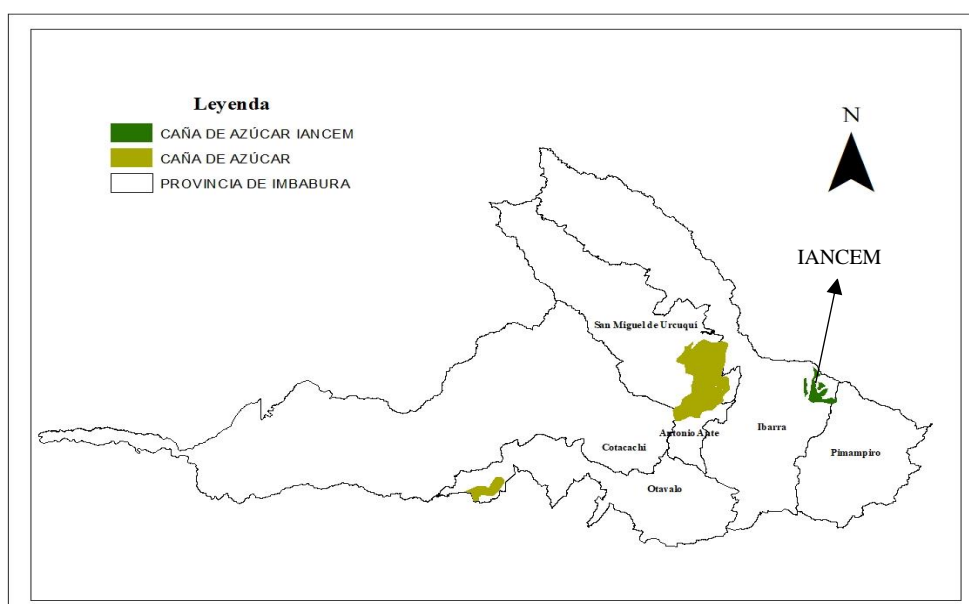 Leyenda
CAÑA DE AZÚCAR IANCEM
CAÑA DE AZÚCAR
PROVINCIA DE IMBABURA
N
IANCEM
San Miguel de Urcuquí
Antonio Ante
Ibarra
Cotacachi
Pimampiro
Otavalo